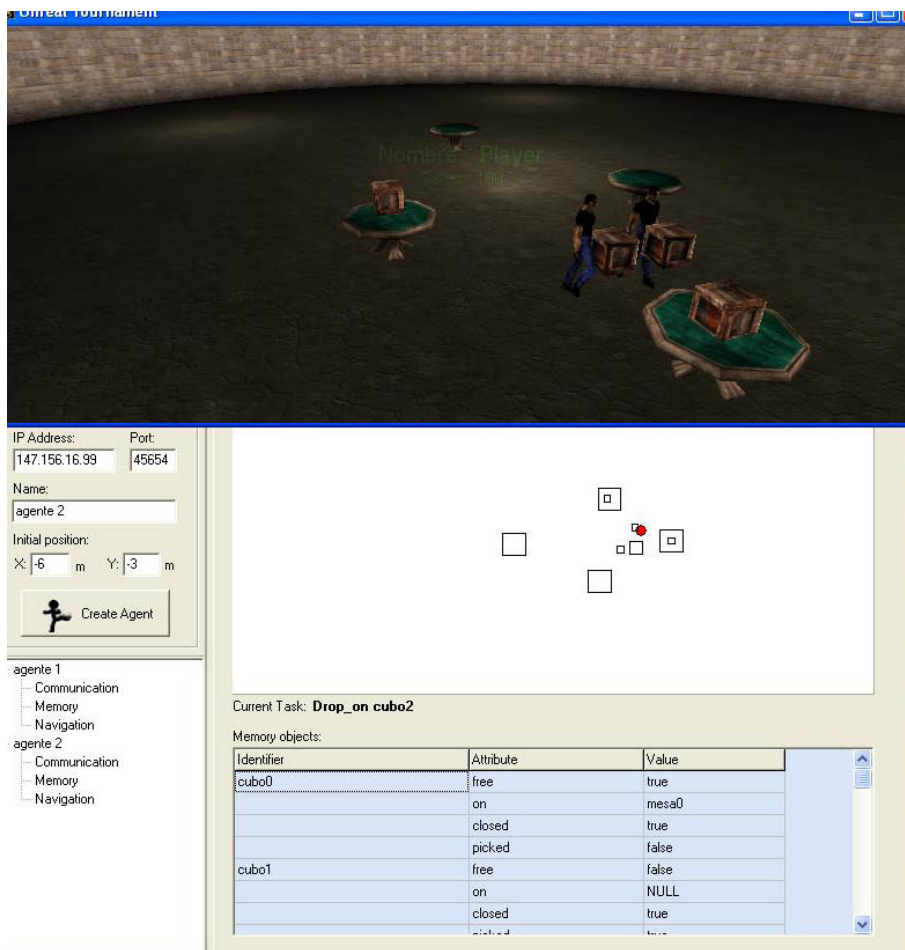 Unreal Tournament
Nombre Player
IP Address: Port:
147.156.16.99 45654
Name:
agente 2
Initial position:
X: -6 m Y: -3 m
Create Agent
agente 1
Communication
Memory
Navigation
agente 2
Communication
Memory
Navigation
Current Task: Drop_on cubo2
Memory objects:
Identifier Attribute Value
cubo0 free true
on mesa0
closed true
picked false
cubo1 free false
on NULL
closed true
picked true